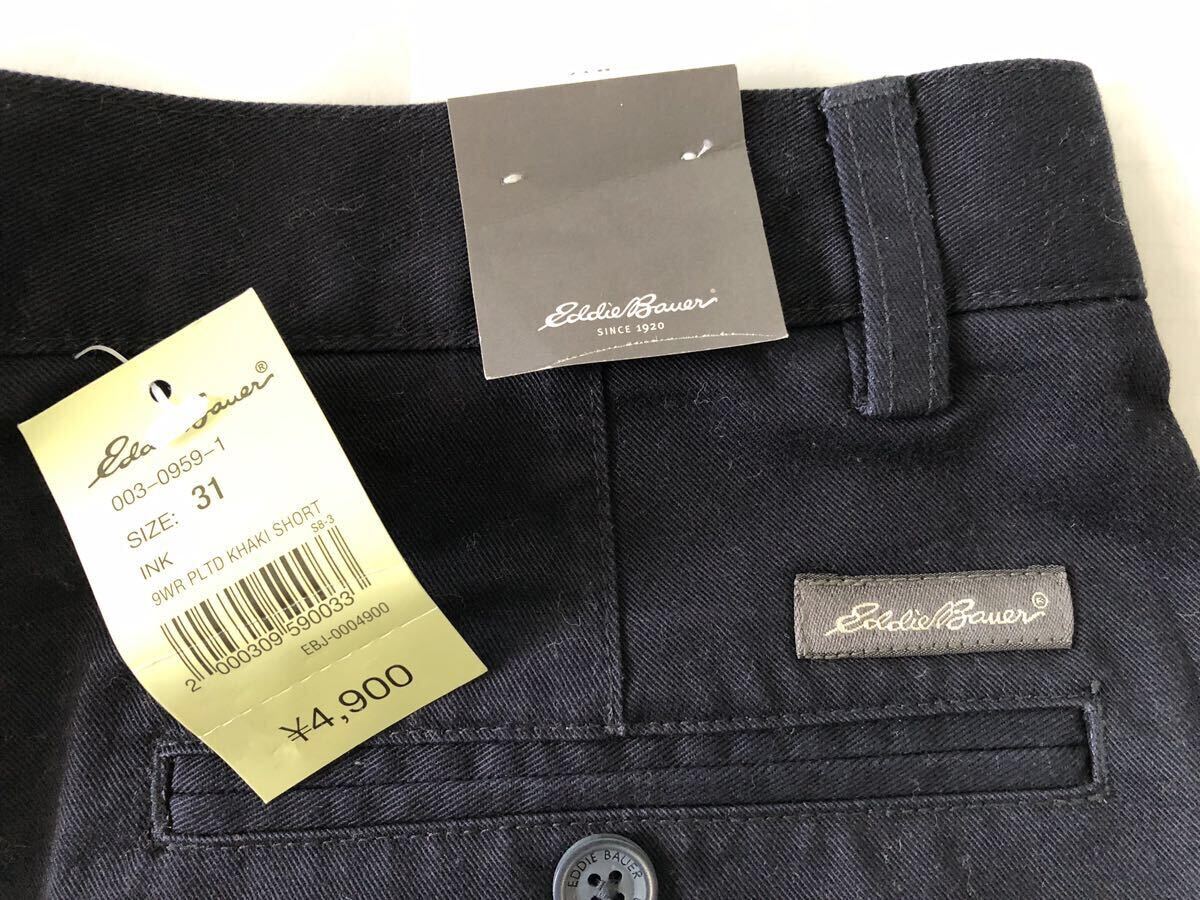 Eddie Bauer®
SINCE 1920
Bauer®
003-0959-1
SIZE: 31
INK
9WR PLTD KHAKI SHORT
S8-3
2 000309 590033
EBJ-0004900
¥4,900
Eddie Bauer®
EDDIE BAUER